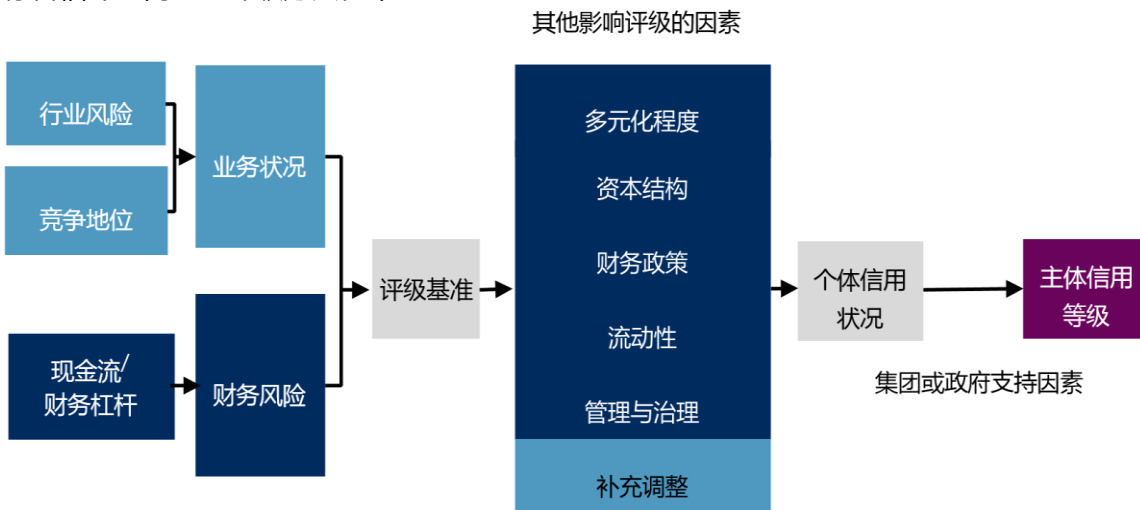 其他影响评级的因素
行业风险
竞争地位
业务状况
现金流/
财务杠杆
财务风险
评级基准
多元化程度
资本结构
财务政策
流动性
管理与治理
补充调整
个体信用
状况
主体信用
等级
集团或政府支持因素